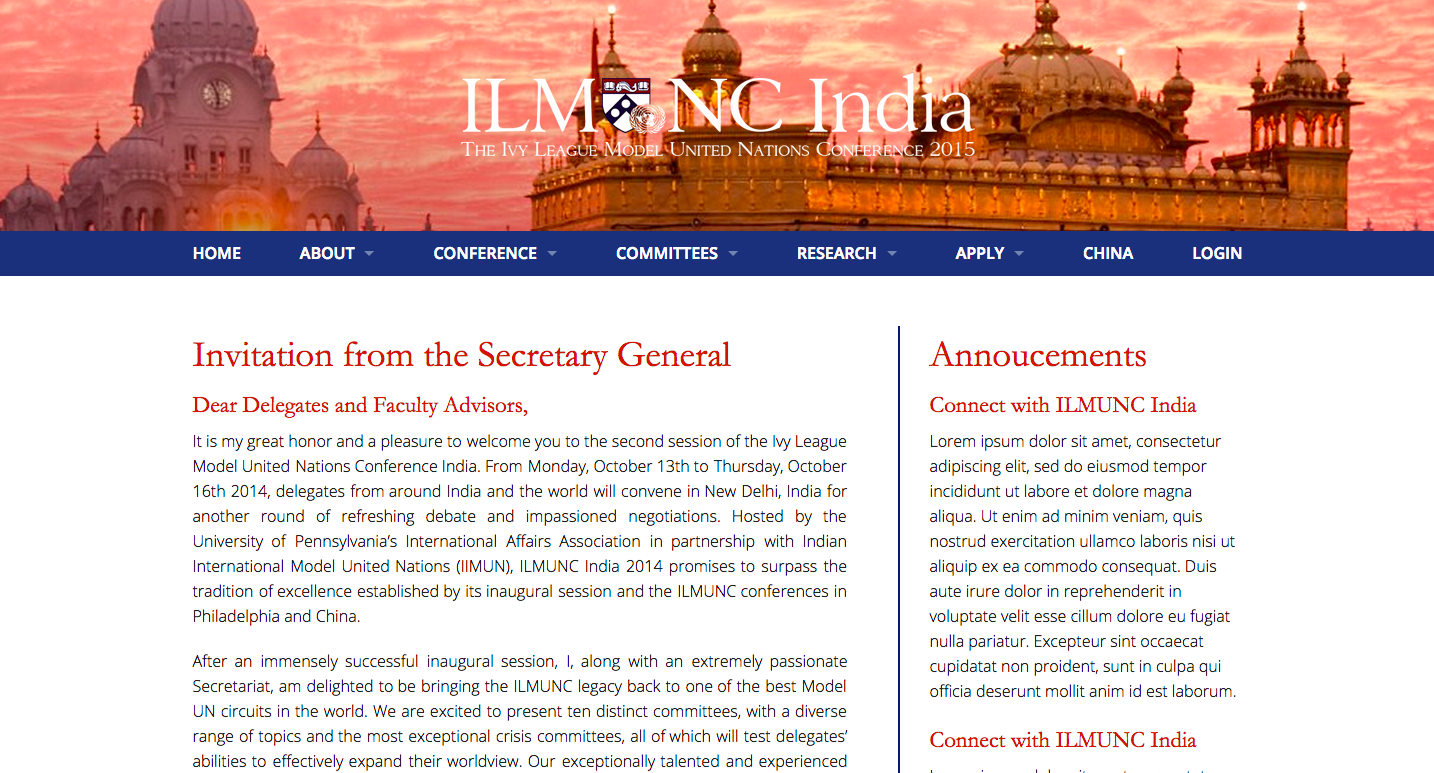 ILMUNC India
THE IVY LEAGUE MODEL UNITED NATIONS CONFERENCE 2015
HOME ABOUT CONFERENCE COMMITTEES RESEARCH APPLY CHINA LOGIN
Invitation from the Secretary General
Dear Delegates and Faculty Advisors,
It is my great honor and a pleasure to welcome you to the second session of the Ivy League
Model United Nations Conference India. From Monday, October 13th to Thursday, October
16th 2014, delegates from around India and the world will convene in New Delhi, India for
another round of refreshing debate and impassioned negotiations. Hosted by the
University of Pennsylvania’s International Affairs Association in partnership with Indian
International Model United Nations (IIMUN), ILMUNC India 2014 promises to surpass the
tradition of excellence established by its inaugural session and the ILMUNC conferences in
Philadelphia and China.
After an immensely successful inaugural session, I, along with an extremely passionate
Secretariat, am delighted to be bringing the ILMUNC legacy back to one of the best Model
UN circuits in the world. We are excited to present ten distinct committees, with a diverse
range of topics and the most exceptional crisis committees, all of which will test delegates’
abilities to effectively expand their worldview. Our exceptionally talented and experienced
Annoucements
Connect with ILMUNC India
Lorem ipsum dolor sit amet, consectetur
adipiscing elit, sed do eiusmod tempor
incididunt ut labore et dolore magna
aliqua. Ut enim ad minim veniam, quis
nostrud exercitation ullamco laboris nisi ut
aliquip ex ea commodo consequat. Duis
aute irure dolor in reprehenderit in
voluptate velit esse cillum dolore eu fugiat
nulla pariatur. Excepteur sint occaecat
cupidatat non proident, sunt in culpa qui
officia deserunt mollit anim id est laborum.
Connect with ILMUNC India